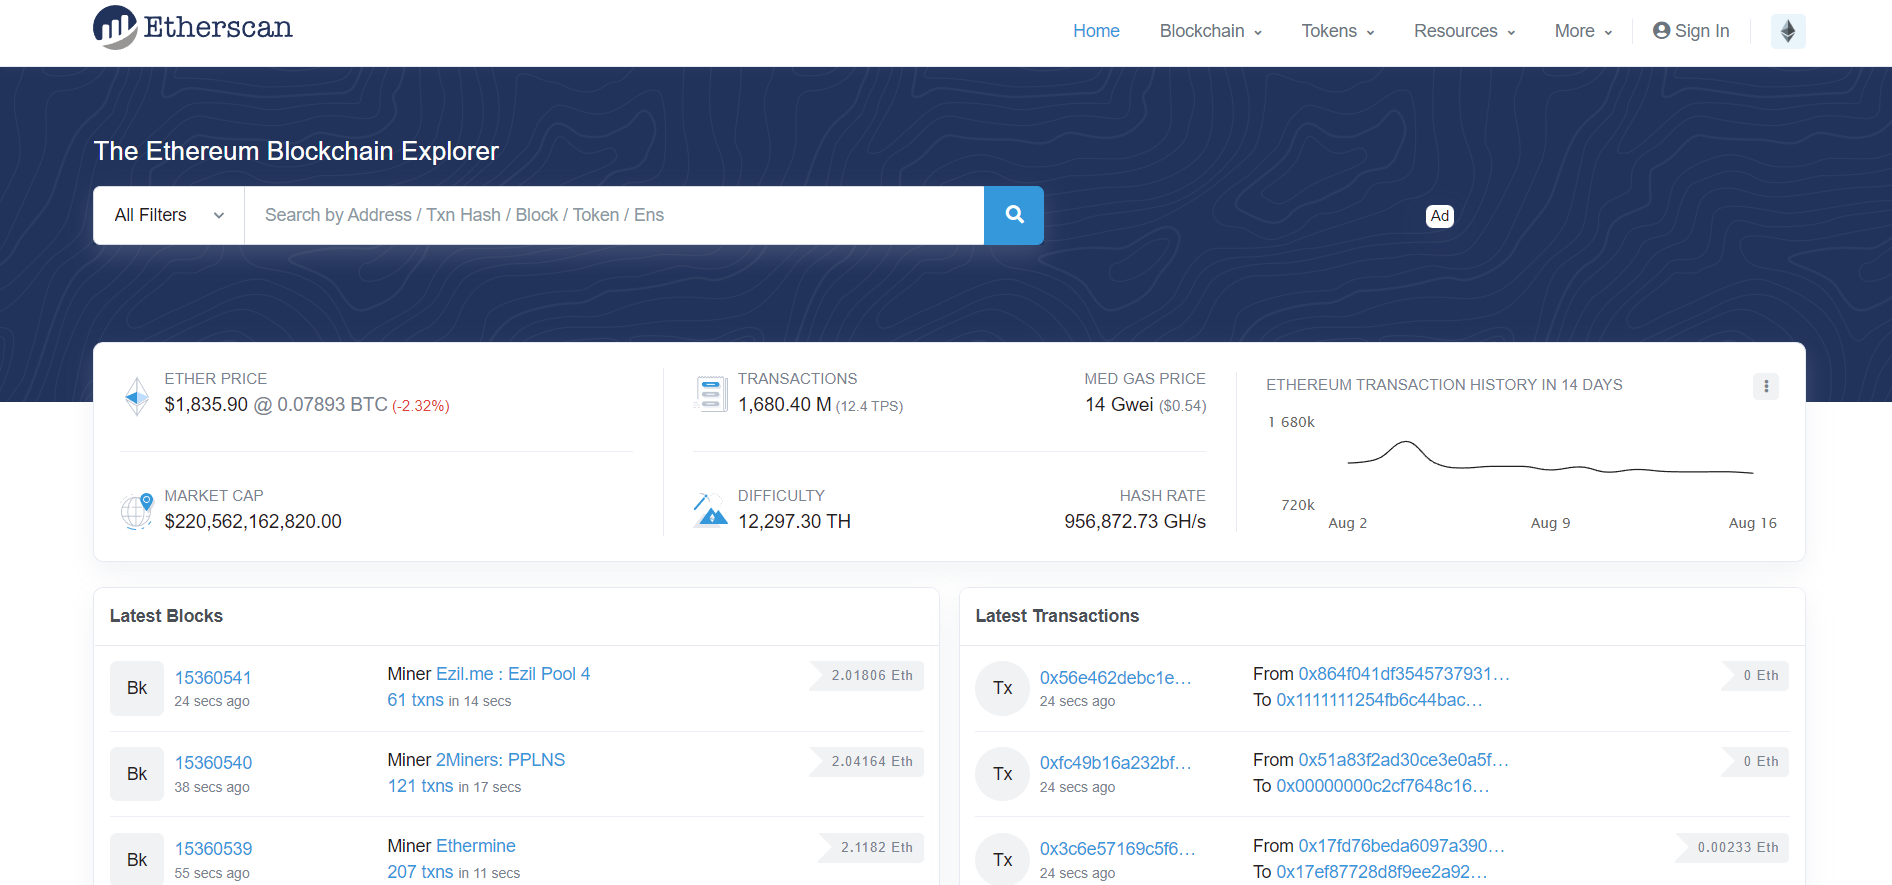 Etherscan
Home Blockchain Tokens Resources More Sign In
The Ethereum Blockchain Explorer
All Filters Search by Address / Txn Hash / Block / Token / Ens
Ad
ETHER PRICE
$1,835.90 @ 0.07893 BTC (-2.32%)
MARKET CAP
$220,562,162,820.00
TRANSACTIONS
1,680.40 M (12.4 TPS)
MED GAS PRICE
14 Gwei ($0.54)
DIFFICULTY
12,297.30 TH
HASH RATE
956,872.73 GH/s
ETHEREUM TRANSACTION HISTORY IN 14 DAYS
1 680k
720k
Aug 2 Aug 9 Aug 16
Latest Blocks
Bk
15360541
24 secs ago
Miner Ezil.me : Ezil Pool 4
61 txns in 14 secs
2.01806 Eth
Bk
15360540
38 secs ago
Miner 2Miners: PPLNS
121 txns in 17 secs
2.04164 Eth
Bk
15360539
55 secs ago
Miner Ethermine
207 txns in 11 secs
2.1182 Eth
Latest Transactions
Tx
0x56e462debc1e...
24 secs ago
From 0x864f041df3545737931...
To 0x1111111254fb6c44bac...
0 Eth
Tx
0xfc49b16a232bf...
24 secs ago
From 0x51a83f2ad30ce3e0a5f...
To 0x00000000c2cf7648c16...
0 Eth
Tx
0x3c6e57169c5f6...
24 secs ago
From 0x17fd76beda6097a390...
To 0x17ef87728d8f9ee2a92...
0.00233 Eth